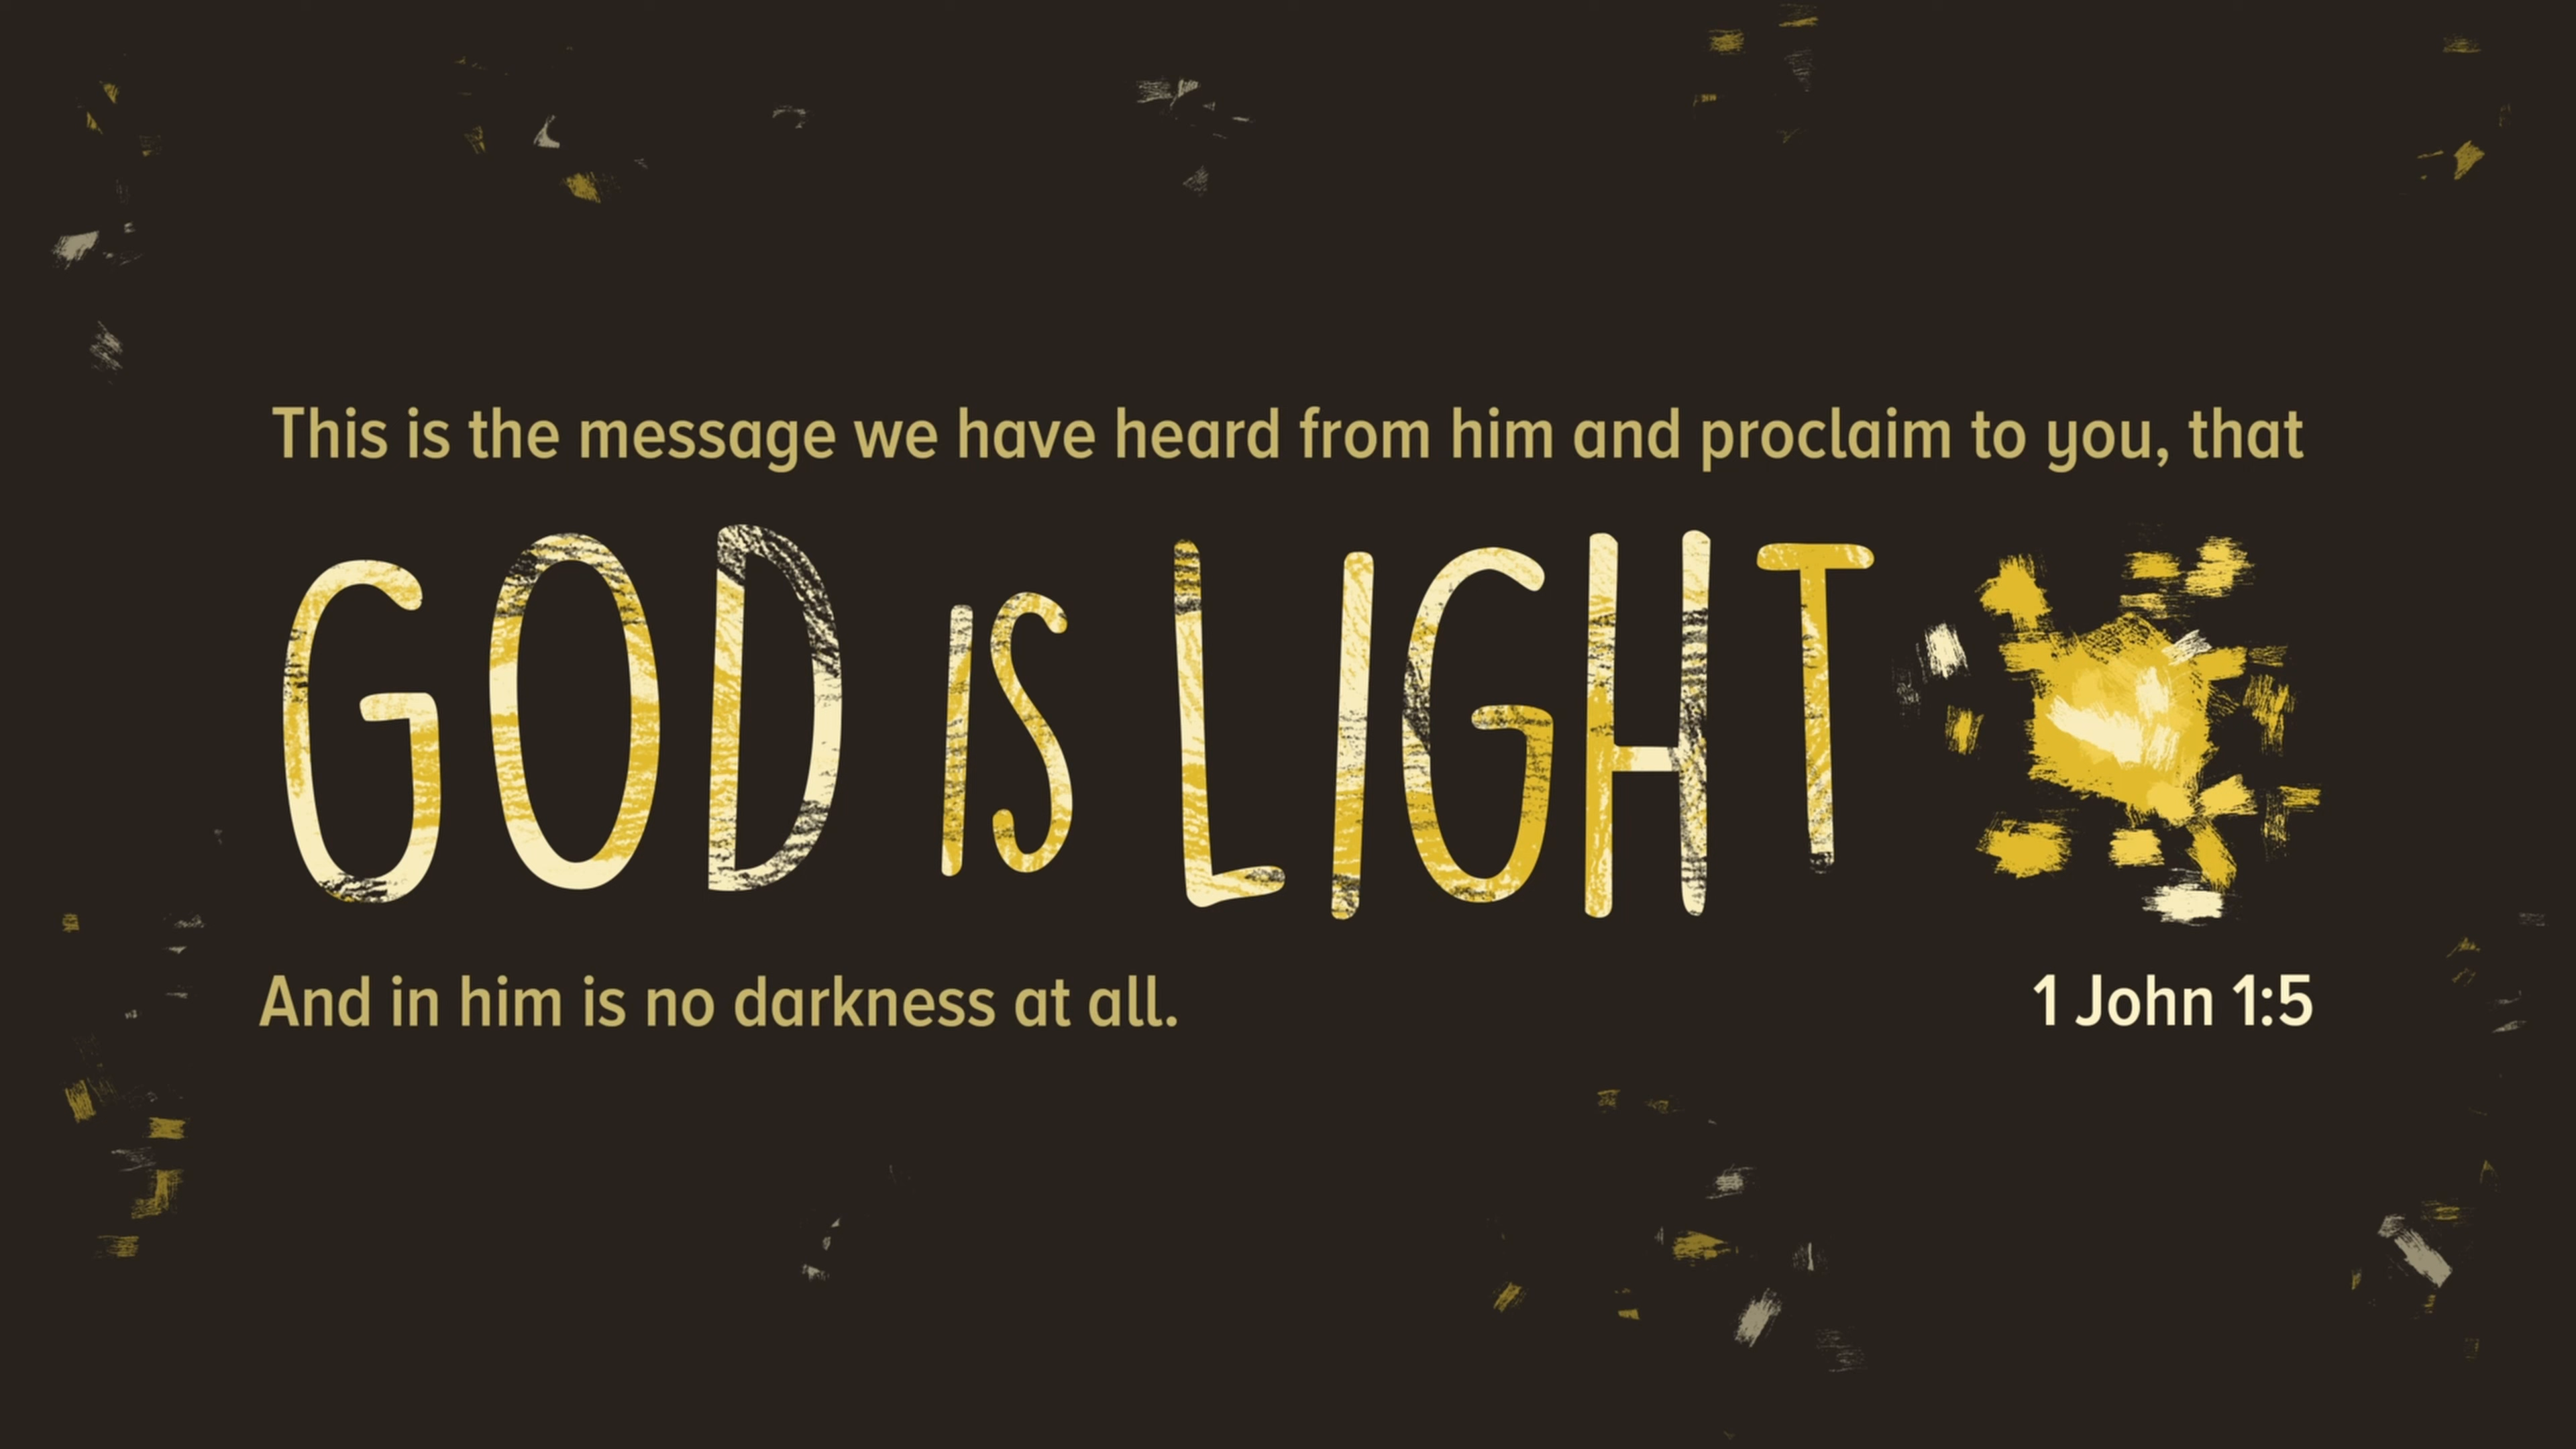 This is the message we have heard from him and proclaim to you, that
GOD IS LIGHT
And in him is no darkness at all.
1 John 1:5